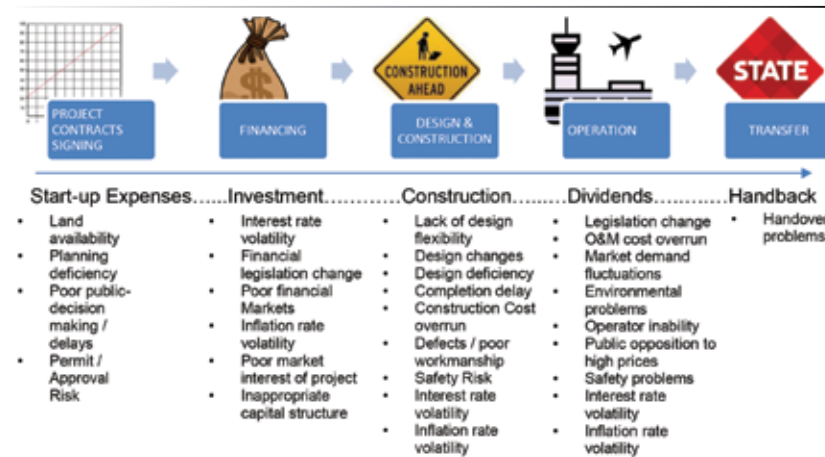 CONSTRUCTION
AHEAD
STATE
PROJECT
CONTRACTS
SIGNING
FINANCING
DESIGN &
CONSTRUCTION
OPERATION
TRANSFER
Start-up Expenses......Investment..............Construction..........Dividends...........Handback
• Land
availability
• Planning
deficiency
• Poor public-
decision
making /
delays
• Permit /
Approval
Risk
• Interest rate
volatility
• Financial
legislation change
• Poor financial
Markets
• Inflation rate
volatility
• Poor market
interest of project
• Inappropriate
capital structure
• Lack of design
flexibility
• Design changes
• Design deficiency
• Completion delay
• Construction Cost
overrun
• Defects / poor
workmanship
• Safety Risk
• Interest rate
volatility
• Inflation rate
volatility
• Legislation change
• O&M cost overrun
• Market demand
fluctuations
• Environmental
problems
• Operator inability
• Public opposition to
high prices
• Safety problems
• Interest rate
volatility
• Inflation rate
volatility
• Handover
problems